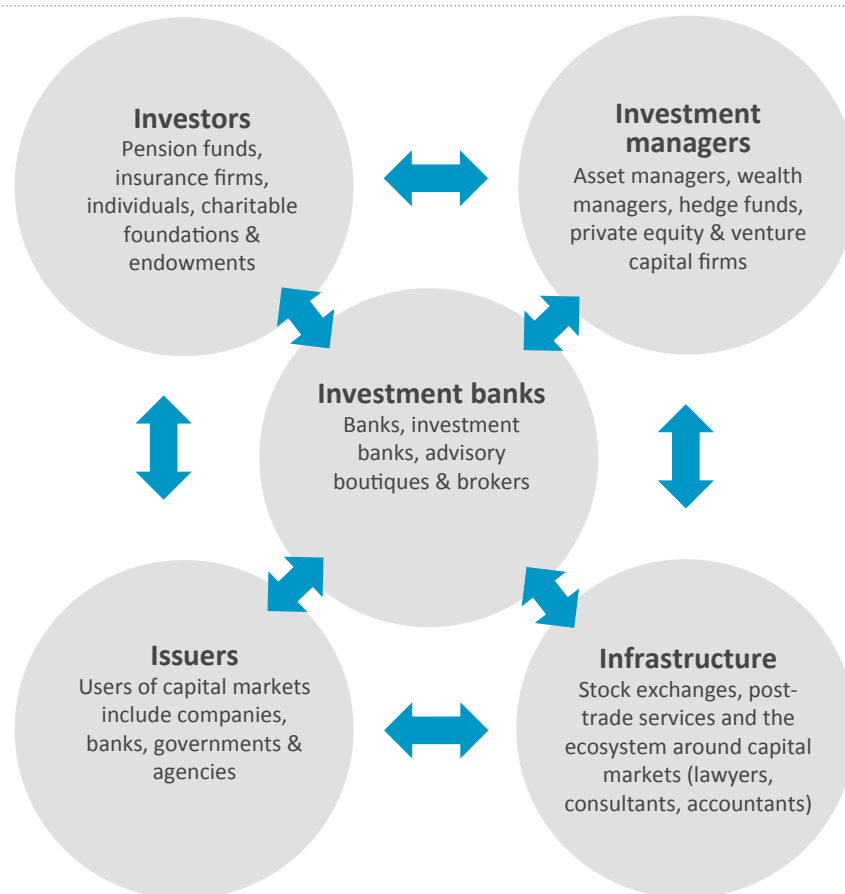 Investors
Pension funds,
insurance firms,
individuals, charitable
foundations &
endowments
Investment
managers
Asset managers, wealth
managers, hedge funds,
private equity & venture
capital firms
Investment banks
Banks, investment
banks, advisory
boutiques & brokers
Issuers
Users of capital markets
include companies,
banks, governments &
agencies
Infrastructure
Stock exchanges, post-
trade services and the
ecosystem around capital
markets (lawyers,
consultants, accountants)